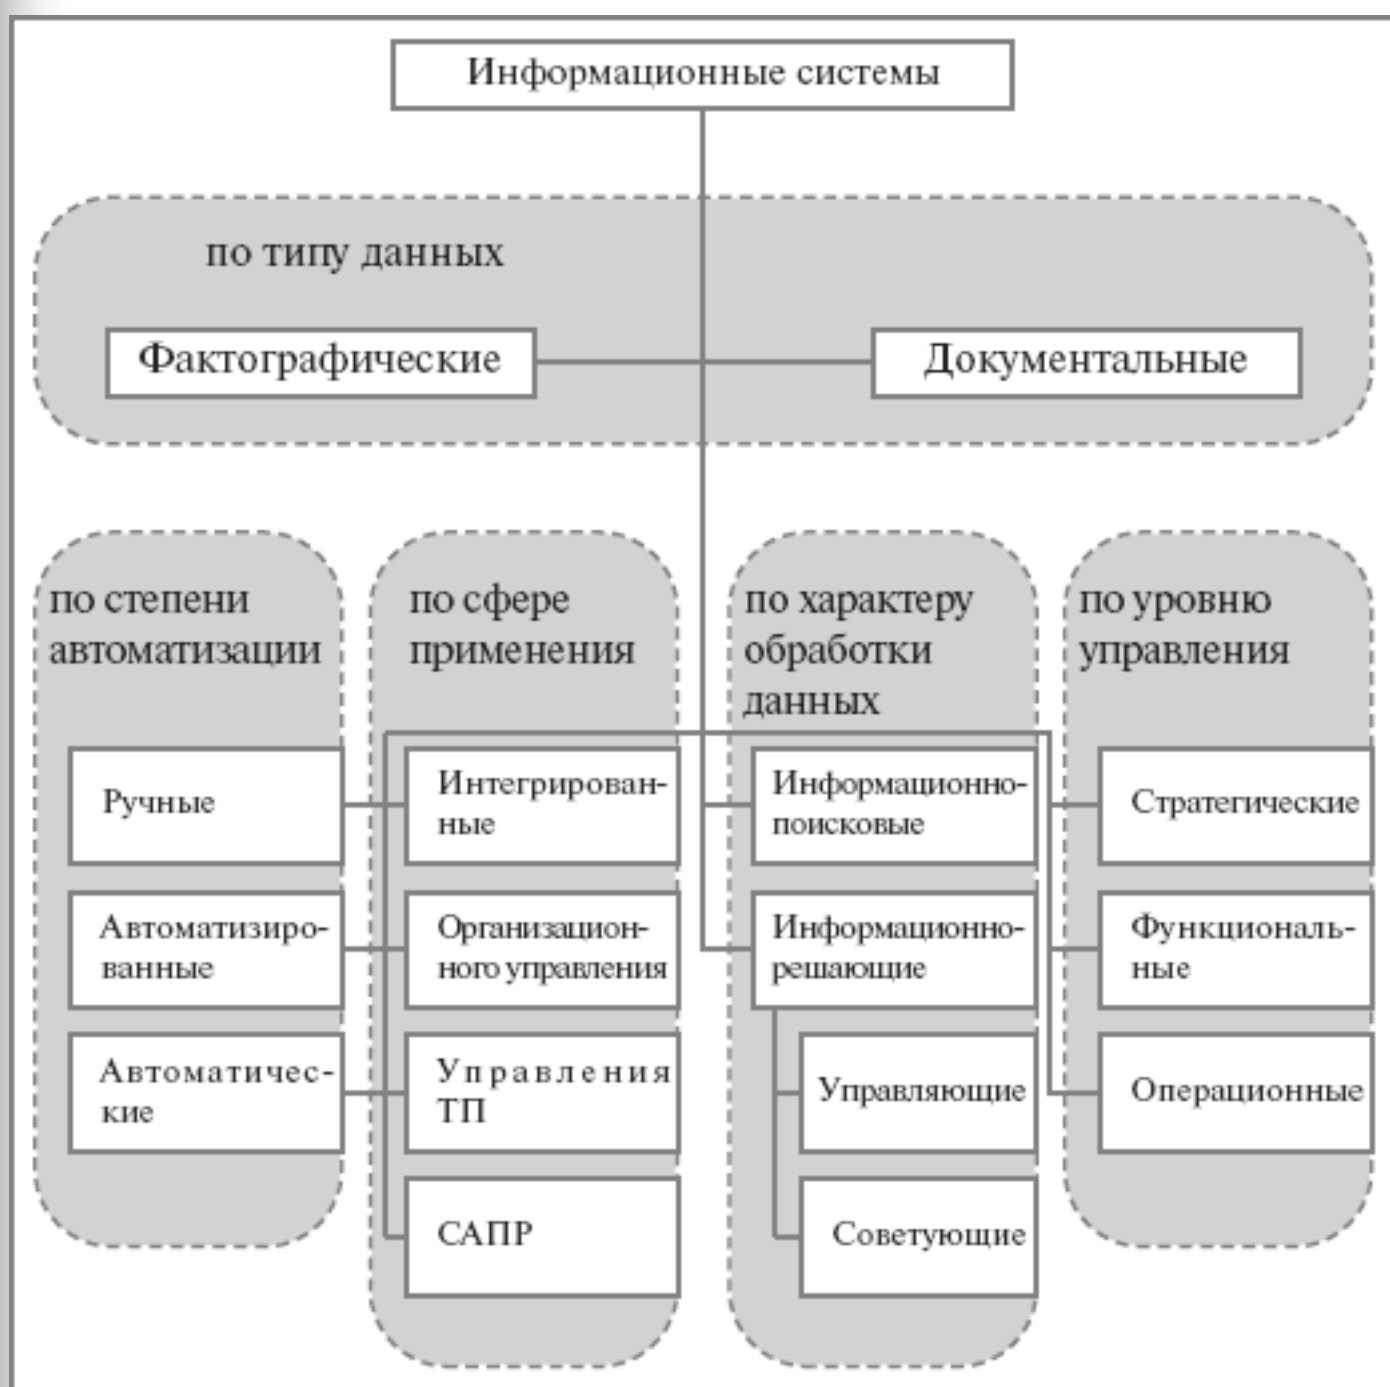 Информационные системы
по типу данных
Фактографические
Документальные
по степени
автоматизации
Ручные
Автоматизиро-
ванные
Автоматичес-
кие
по сфере
применения
Интегрирован-
ные
Организацион-
ного управления
Управления
ТП
САПР
по характеру
обработки
данных
Информационно-
поисковые
Информационно-
решающие
Управляющие
Советующие
по уровню
управления
Стратегические
Функциональ-
ные
Операционные